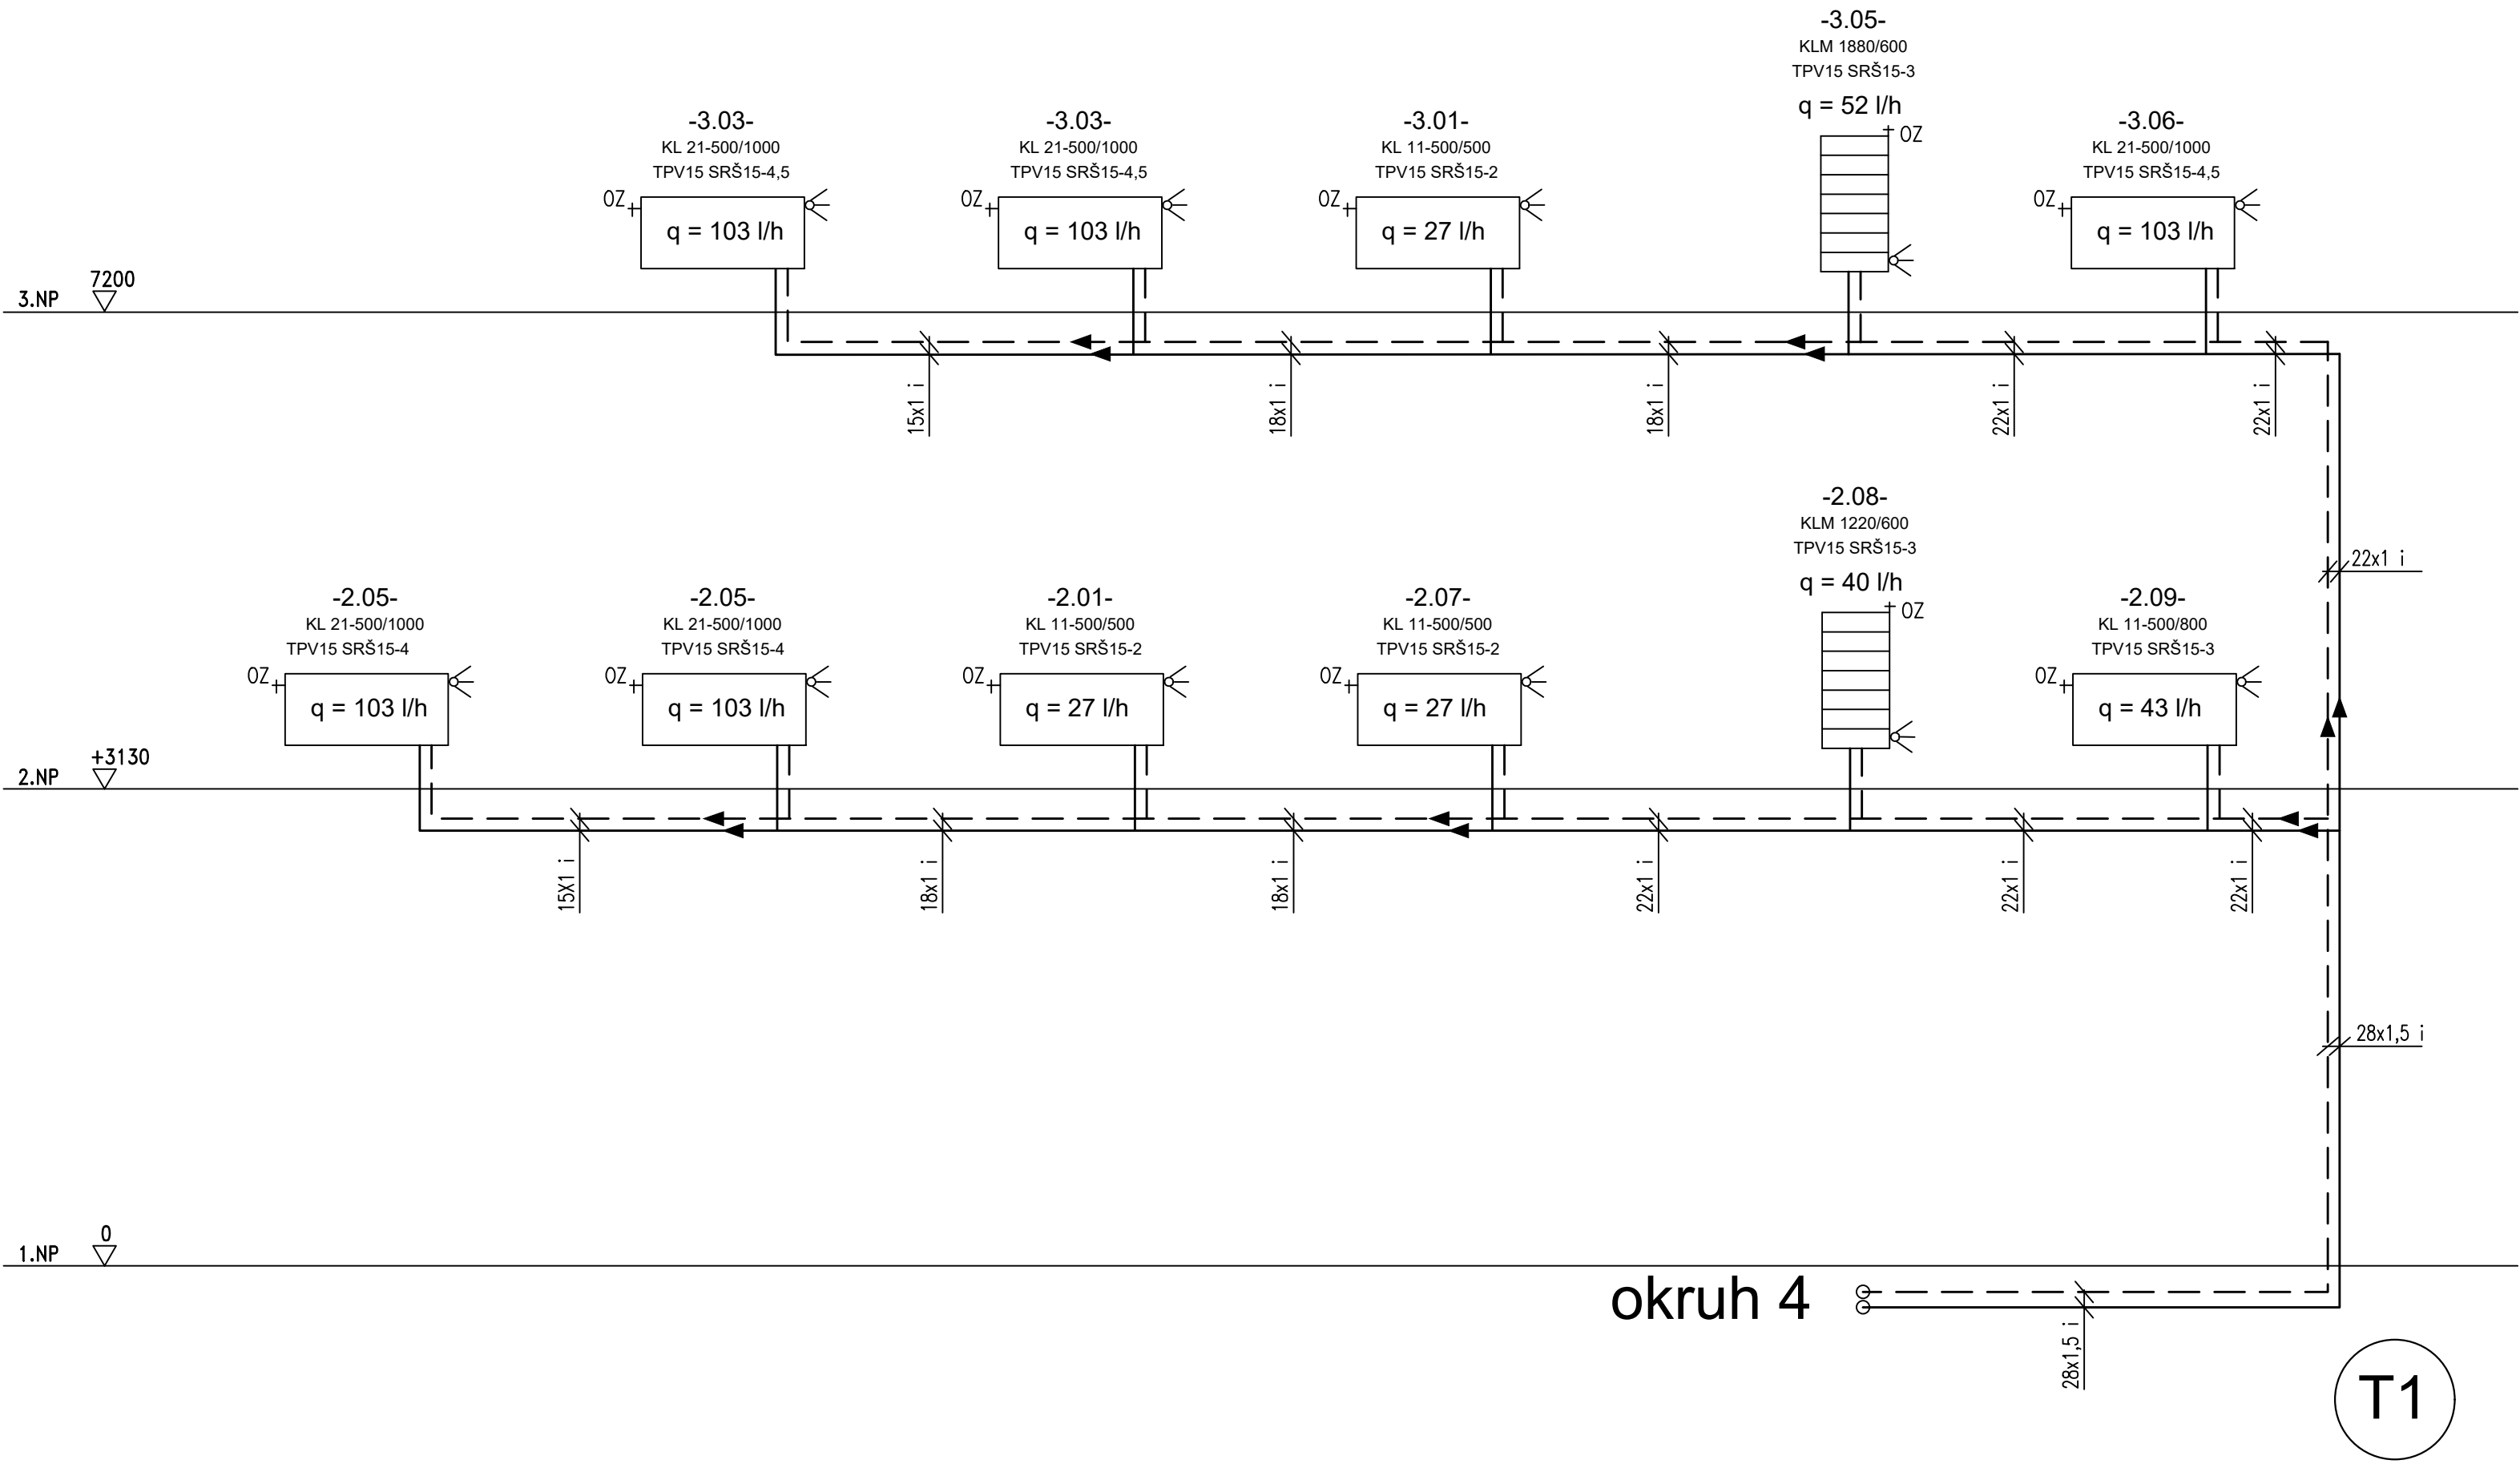 -3.05-
KLM 1880/600
TPV15 SRŠ15-3
q = 52 l/h
OZ
-3.03-
KL 21-500/1000
TPV15 SRŠ15-4,5
OZ
q = 103 l/h
-3.03-
KL 21-500/1000
TPV15 SRŠ15-4,5
OZ
q = 103 l/h
-3.01-
KL 11-500/500
TPV15 SRŠ15-2
OZ
q = 27 l/h
-3.06-
KL 21-500/1000
TPV15 SRŠ15-4,5
OZ
q = 103 l/h
7200
3.NP
15x1 i
18x1 i
18x1 i
22x1 i
22x1 i
22x1 i
-2.08-
KLM 1220/600
TPV15 SRŠ15-3
q = 40 l/h
OZ
-2.05-
KL 21-500/1000
TPV15 SRŠ15-4
OZ
q = 103 l/h
-2.05-
KL 21-500/1000
TPV15 SRŠ15-4
OZ
q = 103 l/h
-2.01-
KL 11-500/500
TPV15 SRŠ15-2
OZ
q = 27 l/h
-2.07-
KL 11-500/500
TPV15 SRŠ15-2
OZ
q = 27 l/h
-2.09-
KL 11-500/800
TPV15 SRŠ15-3
OZ
q = 43 l/h
+3130
2.NP
15X1 i
18x1 i
18x1 i
22x1 i
22x1 i
22x1 i
28x1,5 i
0
1.NP
okruh 4
28x1,5 i
T1